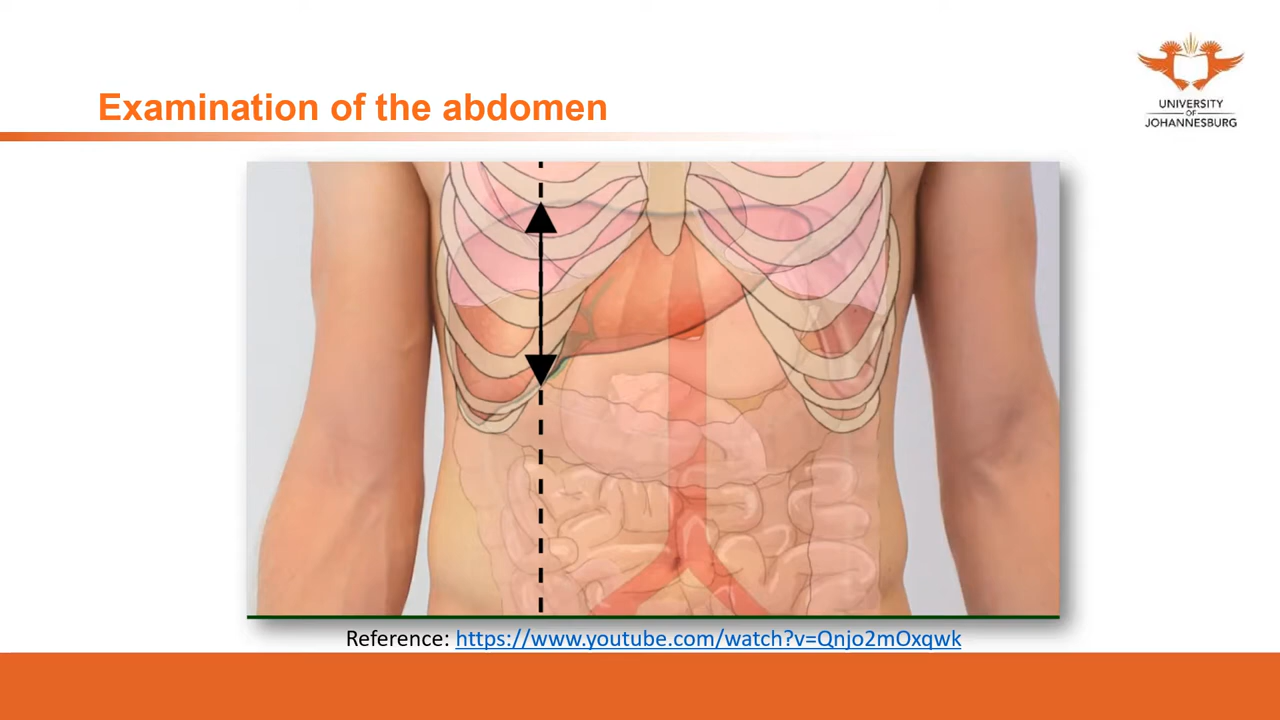 Examination of the abdomen
UNIVERSITY
OF
JOHANNESBURG
Reference: https://www.youtube.com/watch?v=Qnjo2mOxqwk